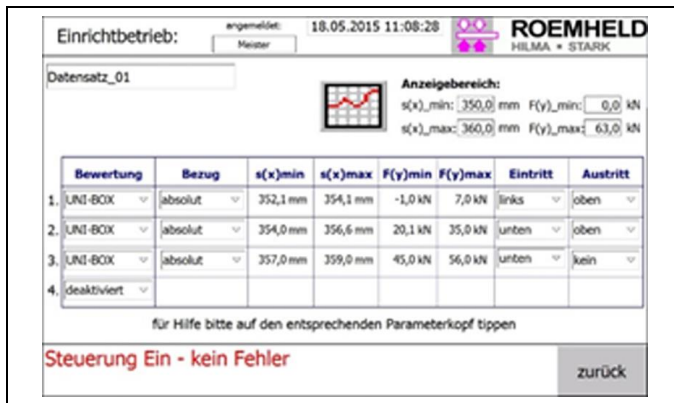 Einrichtbetrieb:
angemeldet:
Meister
18.05.2015 11:08:28
ROEMHELD
HILMA • STARK
Datensatz_01
Anzeigebereich:
s(x)_min: 350,0 mm F(y)_min: 0,0 kN
s(x)_max: 360,0 mm F(y)_max: 63,0 kN
Bewertung Bezug s(x)min s(x)max F(y)min F(y)max Eintritt Austritt
1. UNI-BOX absolut 352,1 mm 354,1 mm -1,0 kN 7,0 kN links oben
2. UNI-BOX absolut 354,0 mm 356,6 mm 20,1 kN 35,0 kN unten oben
3. UNI-BOX absolut 357,0 mm 359,0 mm 45,0 kN 56,0 kN unten kein
4. deaktiviert
für Hilfe bitte auf den entsprechenden Parameterkopf tippen
Steuerung Ein - kein Fehler
zurück